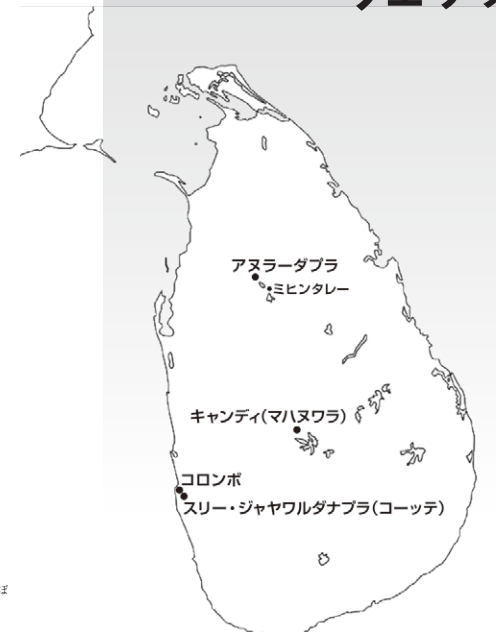 アヌラーダプラ
ミヒンタレー
キャンディ(マハヌワラ)
コロンボ
スリー・ジャヤワルダナプラ(コーッテ)
ぼ